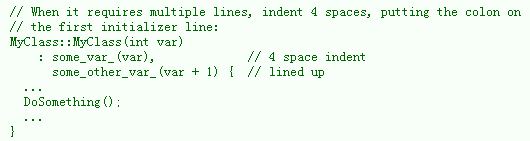 // When it requires multiple lines, indent 4 spaces, putting the colon on
// the first initializer line:
MyClass::MyClass(int var)
    : some_var_(var),             // 4 space indent
      some_other_var_(var + 1) {  // lined up
  ...
  DoSomething();
  ...
}